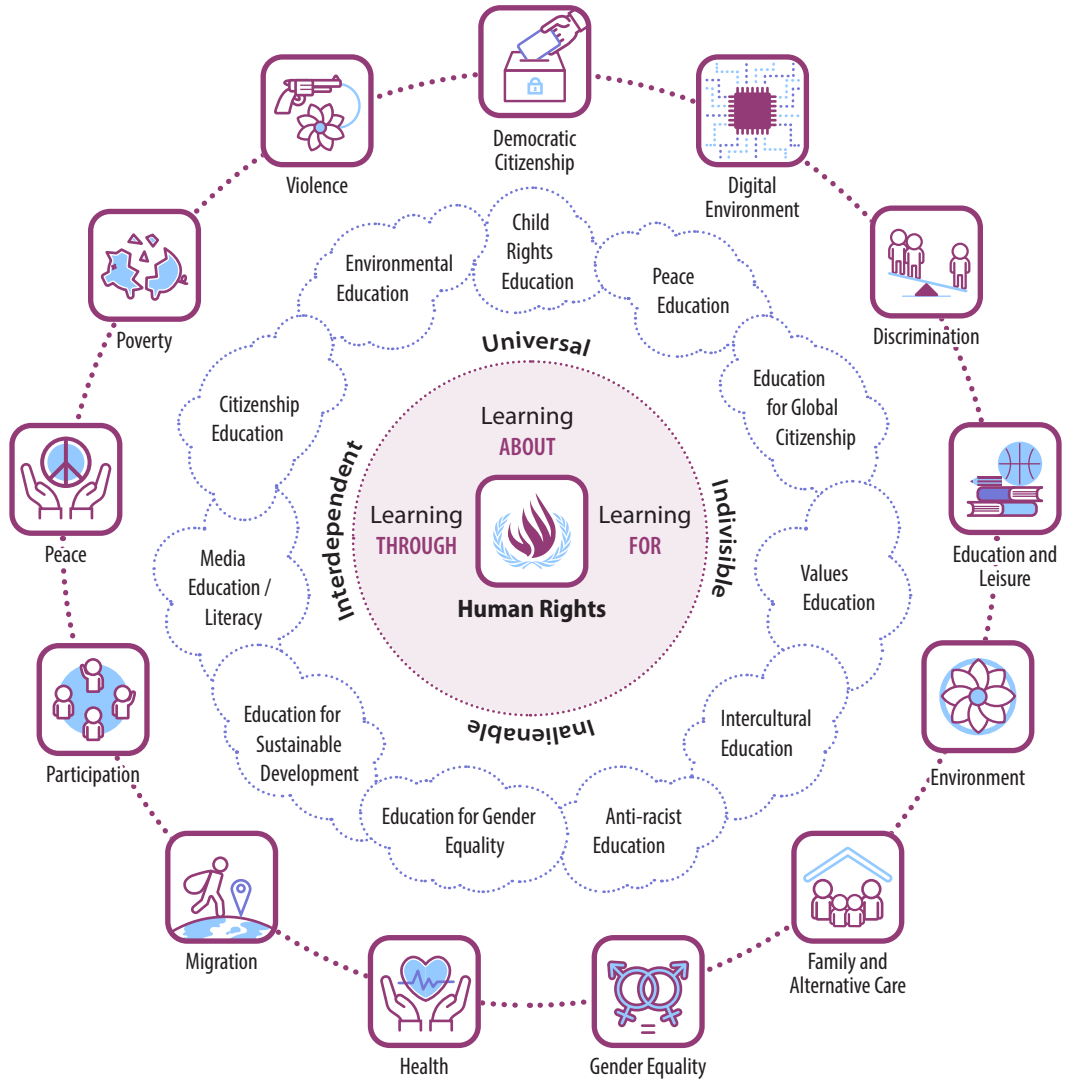 Democratic
Citizenship
Digital
Environment
Discrimination
Education and
Leisure
Environment
Family and
Alternative Care
Gender Equality
Health
Migration
Participation
Peace
Poverty
Violence
Child
Rights
Education
Peace
Education
Education
for Global
Citizenship
Values
Education
Intercultural
Education
Anti-racist
Education
Education for Gender
Equality
Education for
Sustainable
Development
Media
Education /
Literacy
Citizenship
Education
Environmental
Education
Universal
Indivisible
Inalienable
Interdependent
Learning
ABOUT
Learning
THROUGH
Learning
FOR
Human Rights